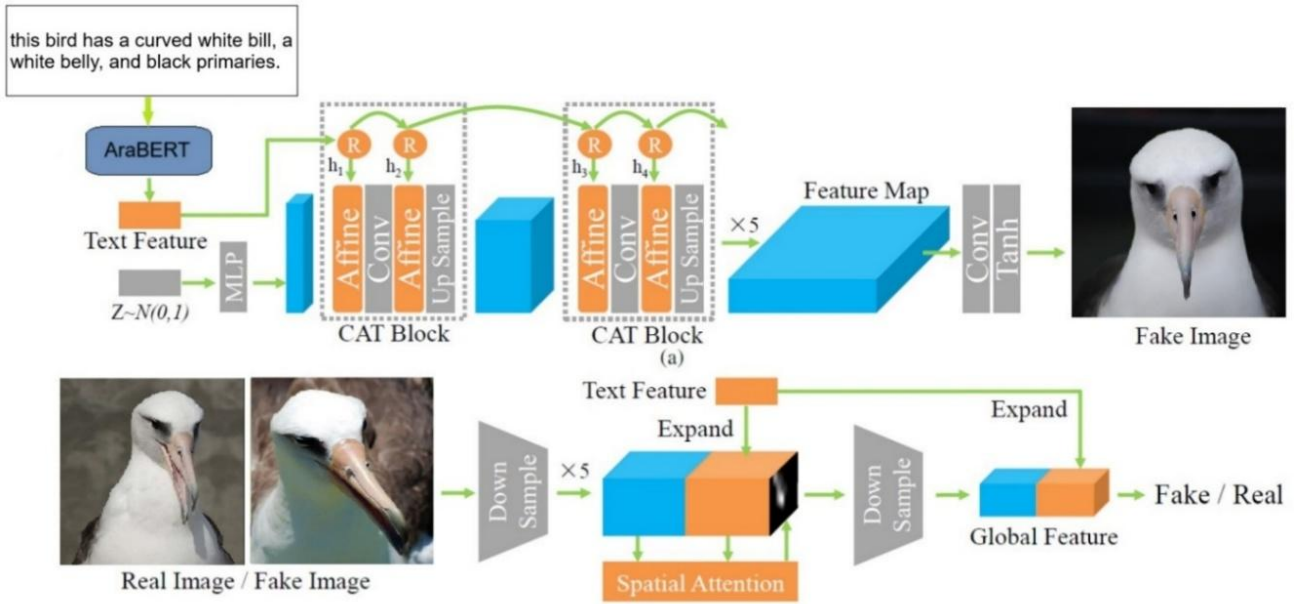 this bird has a curved white bill, a
white belly, and black primaries.
AraBERT
Text Feature
Z~N(0,1)
MLP
R
R
h1
h2
Affine
Conv
Affine
Up Sample
CAT Block
R
R
h3
h4
Affine
Conv
Affine
Up Sample
CAT Block
×5
Feature Map
Conv
Tanh
Fake Image
(a)
Real Image / Fake Image
Down
Sample
×5
Text Feature
Expand
Expand
Spatial Attention
Down
Sample
Global Feature
Fake / Real